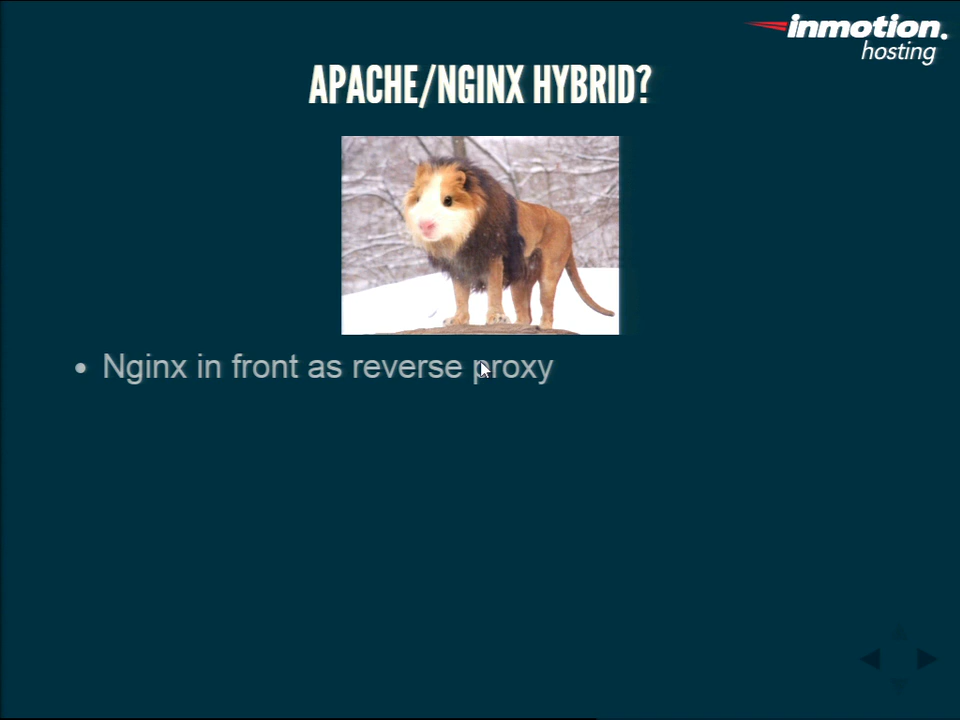 inmotion.
hosting
APACHE/NGINX HYBRID?
Nginx in front as reverse proxy